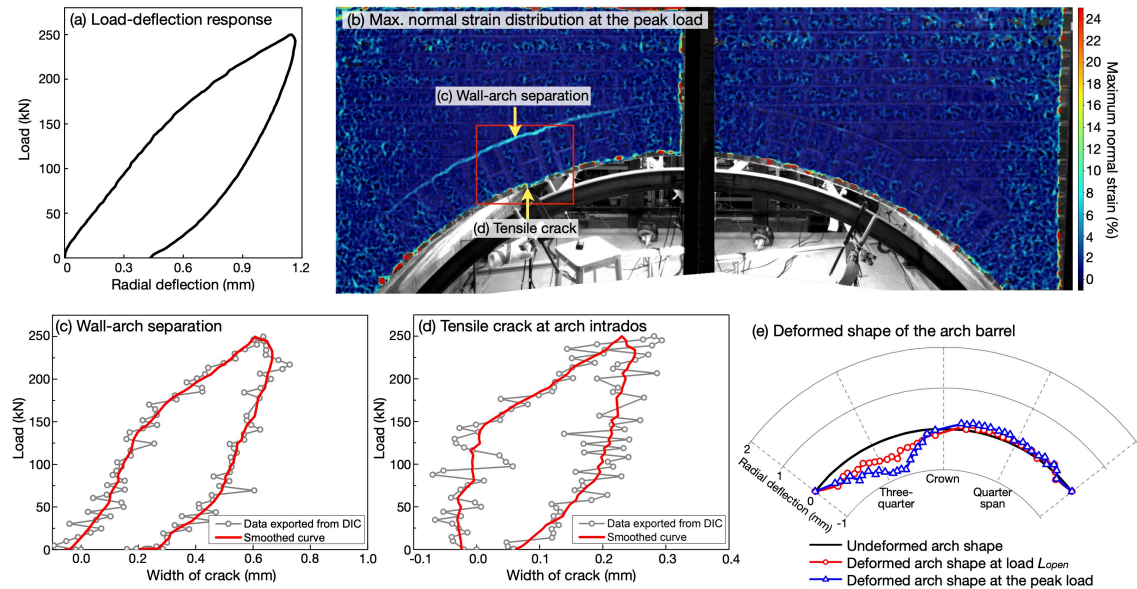 (a) Load-deflection response
250
200
150
100
50
0
Load (kN)
0
0.3
0.6
0.9
1.2
Radial deflection (mm)
(b) Max. normal strain distribution at the peak load
(c) Wall-arch separation
(d) Tensile crack
24
22
20
18
16
14
12
10
8
6
4
2
0
Maximum normal strain (%)
(c) Wall-arch separation
250
200
150
100
50
0
Load (kN)
Data exported from DIC
Smoothed curve
0.0
0.2
0.4
0.6
0.8
1.0
Width of crack (mm)
(d) Tensile crack at arch intrados
250
200
150
100
50
0
Load (kN)
Data exported from DIC
Smoothed curve
-0.1
0.0
0.1
0.2
0.3
0.4
Width of crack (mm)
(e) Deformed shape of the arch barrel
2
1
0
-1
Radial deflection (mm)
Three-
quarter
Crown
Quarter
span
Undeformed arch shape
Deformed arch shape at load Lopen
Deformed arch shape at the peak load